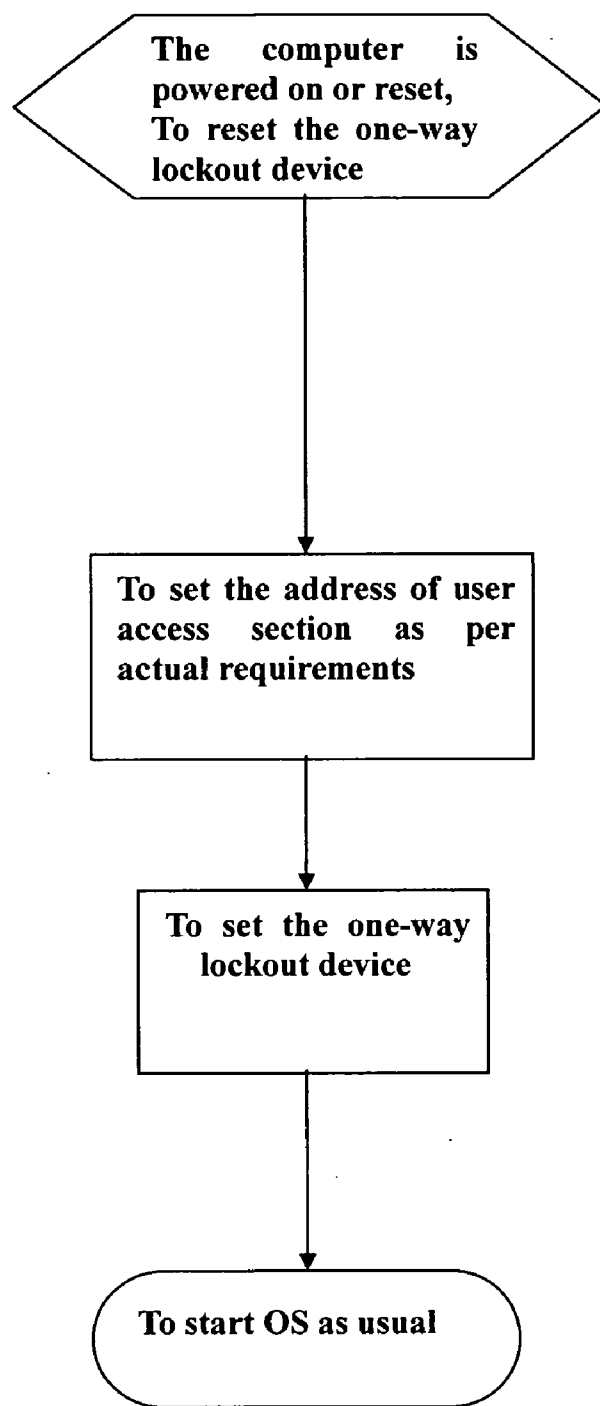 The computer is
powered on or reset,
To reset the one-way
lockout device
To set the address of user
access section as per
actual requirements
To set the one-way
lockout device
To start OS as usual